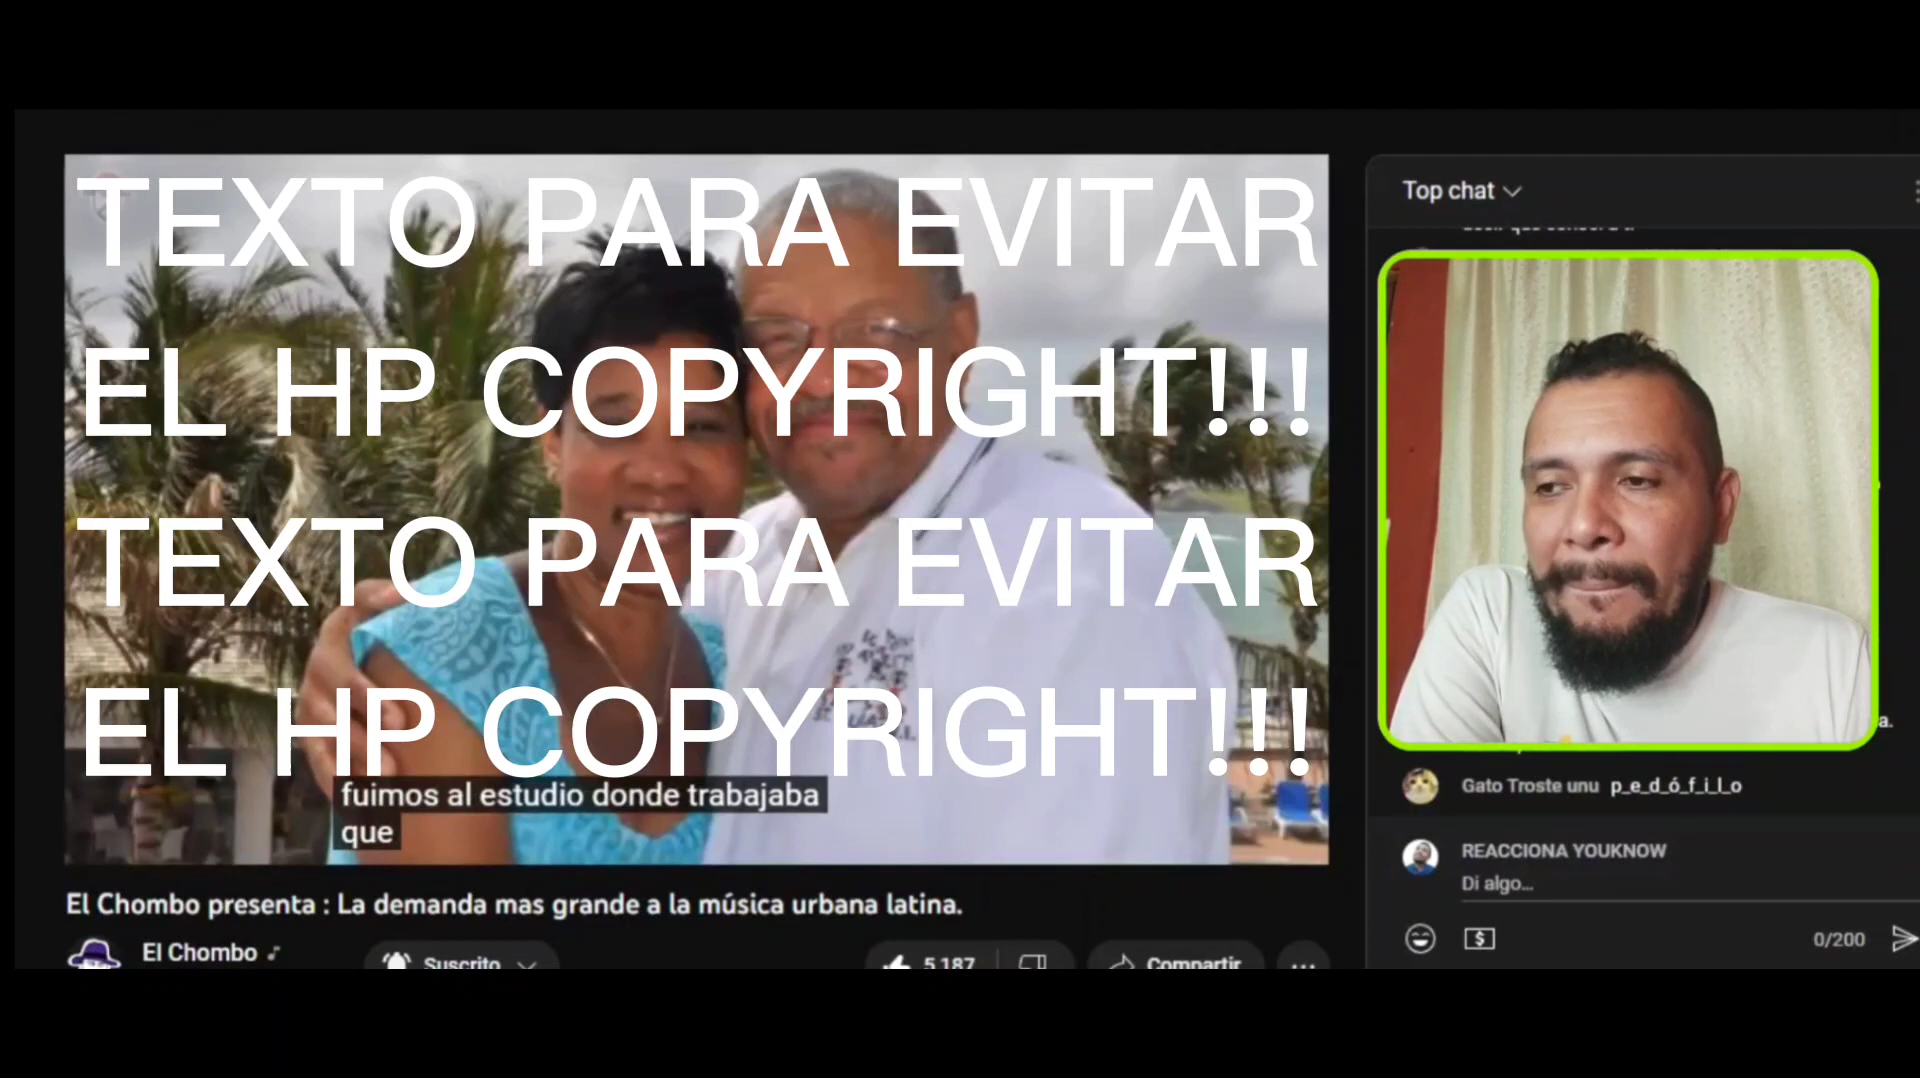 TEXTO PARA EVITAR
EL HP COPYRIGHT!!!
TEXTO PARA EVITAR
EL HP COPYRIGHT!!!
fuimos al estudio donde trabajaba
que
El Chombo presenta : La demanda mas grande a la música urbana latina.
El Chombo
Suscrito
5,187
Compartir
Top chat
a.
Gato Troste unu p_e_d_ó_f_i_l_o
REACCIONA YOUKNOW
Di algo...
0/200